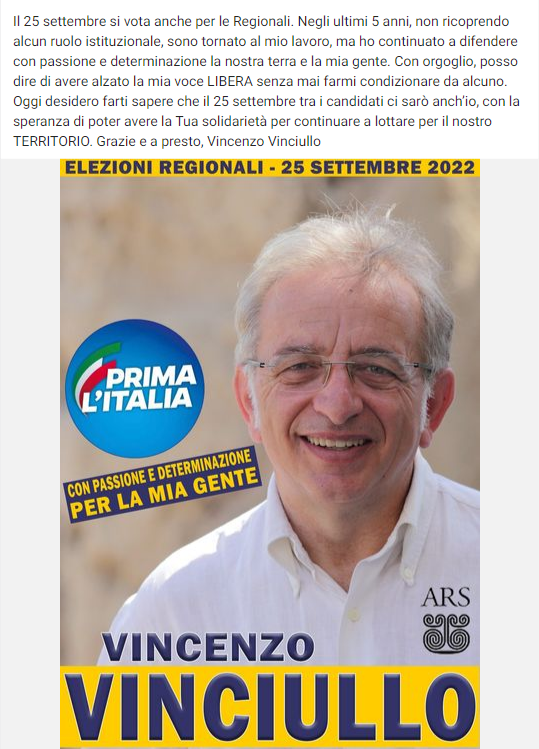 Il 25 settembre si vota anche per le Regionali. Negli ultimi 5 anni, non ricoprendo
alcun ruolo istituzionale, sono tornato al mio lavoro, ma ho continuato a difendere
con passione e determinazione la nostra terra e la mia gente. Con orgoglio, posso
dire di avere alzato la mia voce LIBERA senza mai farmi condizionare da alcuno.
Oggi desidero farti sapere che il 25 settembre tra i candidati ci sarò anch'io, con la
speranza di poter avere la Tua solidarietà per continuare a lottare per il nostro
TERRITORIO. Grazie e a presto, Vincenzo Vinciullo
ELEZIONI REGIONALI - 25 SETTEMBRE 2022
PRIMA
L'ITALIA
CON PASSIONE E DETERMINAZIONE
PER LA MIA GENTE
ARS
VINCENZO
VINCIULLO